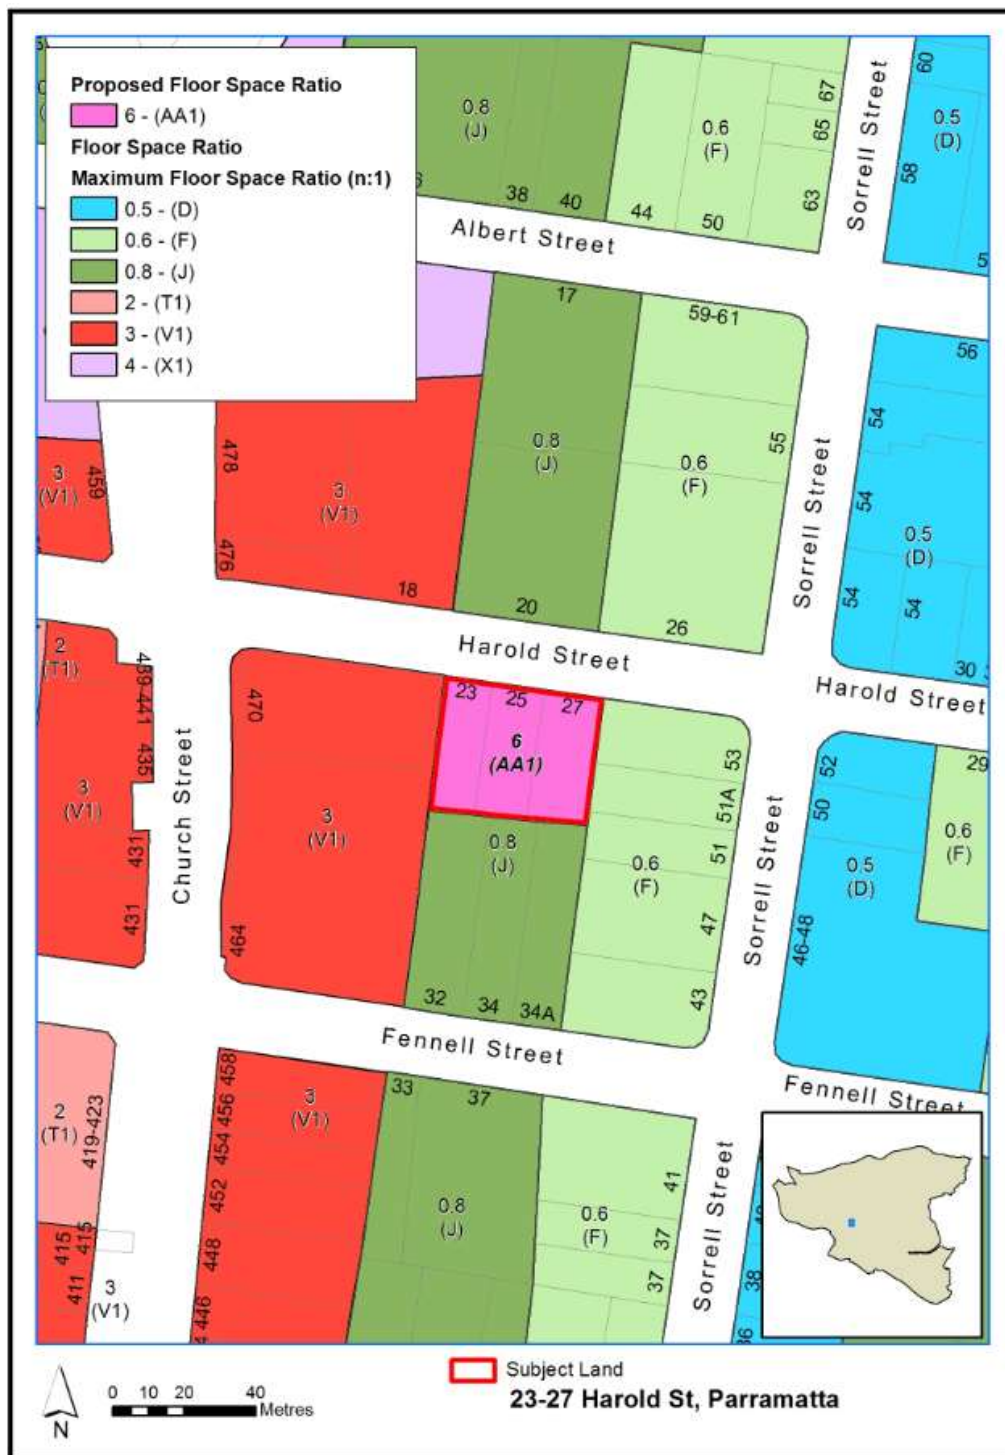 Proposed Floor Space Ratio
6 - (AA1)
Floor Space Ratio
Maximum Floor Space Ratio (n:1)
0.5 - (D)
0.6 - (F)
0.8 - (J)
2 - (T1)
3 - (V1)
4 - (X1)
0.8
(J)
38
40
0.6
(F)
44
50
67
65
63
Sorrell Street
60
0.5
(D)
58
Albert Street
17
59-61
56
478
476
3
(V1)
459
3
(V1)
18
0.8
(J)
20
0.6
(F)
55
26
Sorrell Street
54
54
54
54
0.5
(D)
30
Harold Street
Harold Street
2
(T1)
439-441
435
3
(V1)
431
431
Church Street
470
464
3
(V1)
23
25
27
6
(AA1)
0.8
(J)
32
34
34A
0.6
(F)
53
51A
51
47
43
Sorrell Street
52
50
46-48
0.5
(D)
29
0.6
(F)
Fennell Street
Fennell Street
2
(T1)
419-423
415
415
411
3
(V1)
458
456
454
452
448
446
3
(V1)
33
37
0.8
(J)
0.6
(F)
41
37
37
Sorrell Street
38
36
N
0 10 20 40
Metres
Subject Land
23-27 Harold St, Parramatta